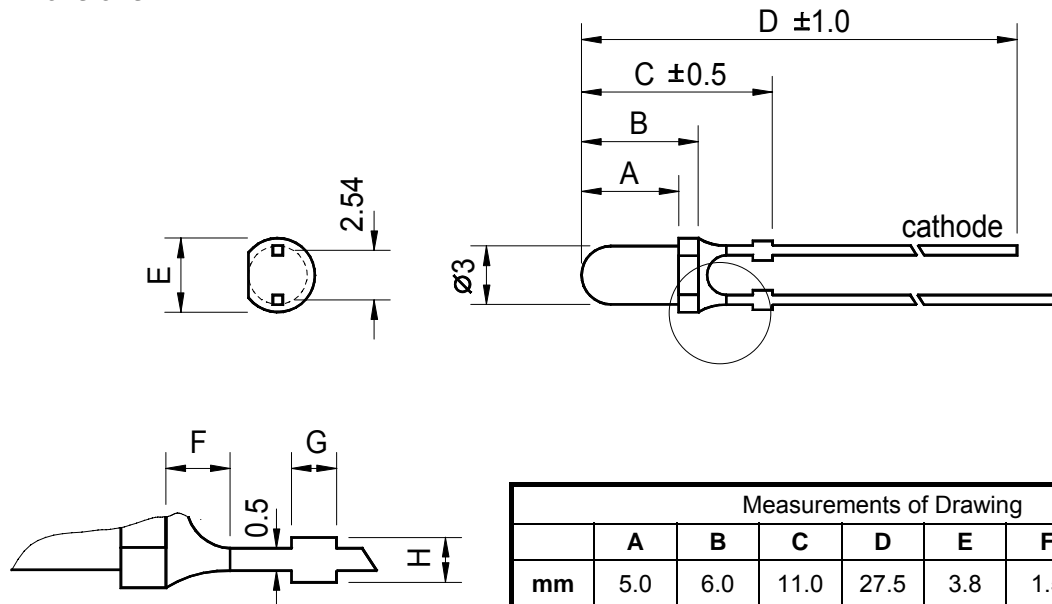 D ±1.0
C ±0.5
B
A
2.54
E
ø3
cathode
F
G
0.5
H
Measurements of Drawing
A B C D E F
mm 5.0 6.0 11.0 27.5 3.8